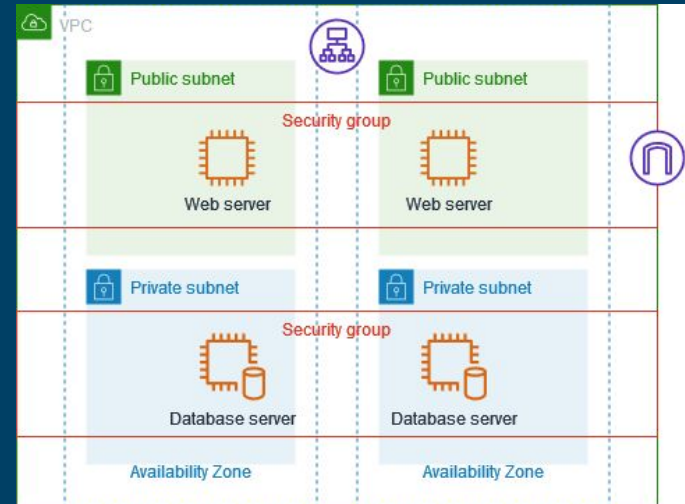 VPC
Public subnet
Public subnet
Security group
Web server
Web server
Private subnet
Private subnet
Security group
Database server
Database server
Availability Zone
Availability Zone